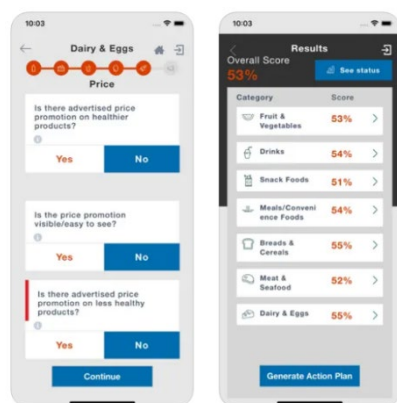 10:03
Dairy & Eggs
Price
Is there advertised price
promotion on healthier
products?
Yes
No
Is the price promotion
visible/easy to see?
Yes
No
Is there advertised price
promotion on less healthy
products?
Yes
No
Continue
10:03
Results
Overall Score
53%
See status
Category
Score
Fruit &
Vegetables
53%
Drinks
54%
Snack Foods
51%
Meals/Conveni
ence Foods
54%
Breads &
Cereals
55%
Meat &
Seafood
52%
Dairy & Eggs
55%
Generate Action Plan